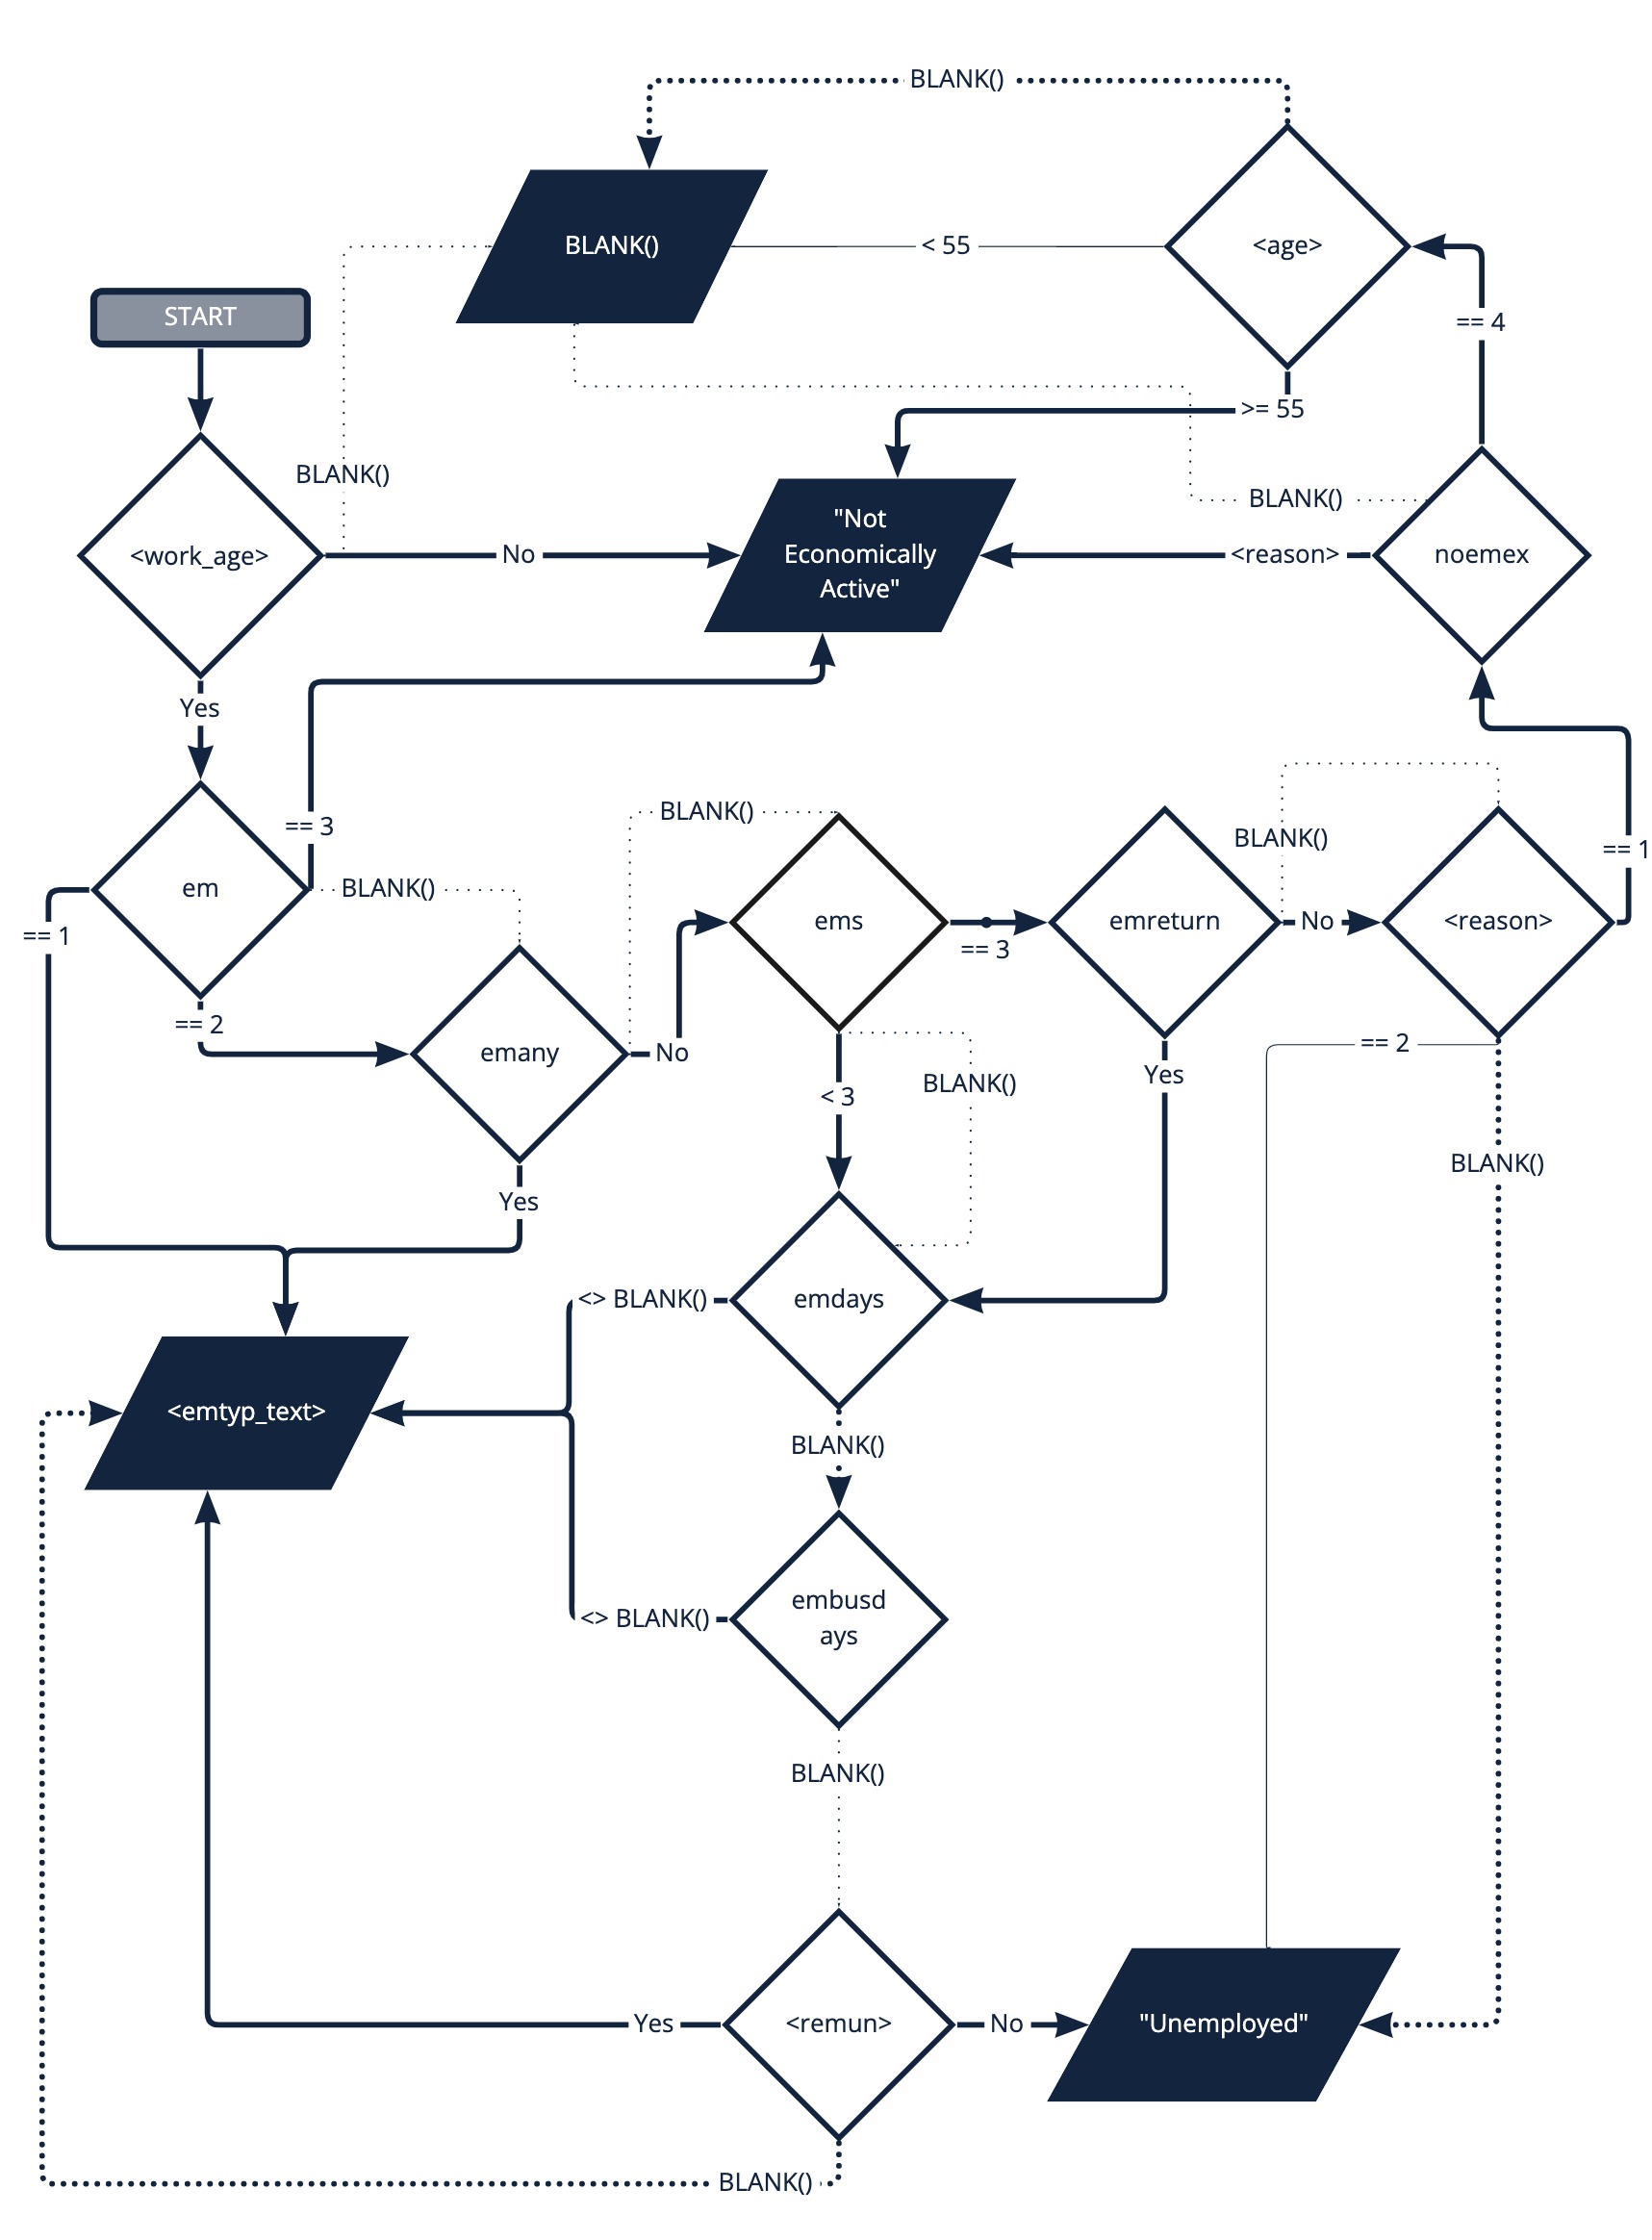 BLANK()
BLANK()
< 55
<age>
START
== 4
>= 55
BLANK()
BLANK()
"Not
Economically
Active"
<work_age>
No
<reason>
noemex
Yes
BLANK()
== 3
BLANK()
== 1
em
BLANK()
ems
emreturn
No
<reason>
== 1
== 3
== 2
emany
No
== 2
BLANK()
Yes
< 3
BLANK()
Yes
<> BLANK()
emdays
<emtyp_text>
BLANK()
embusd
ays
<> BLANK()
BLANK()
Yes
<remun>
No
"Unemployed"
BLANK()